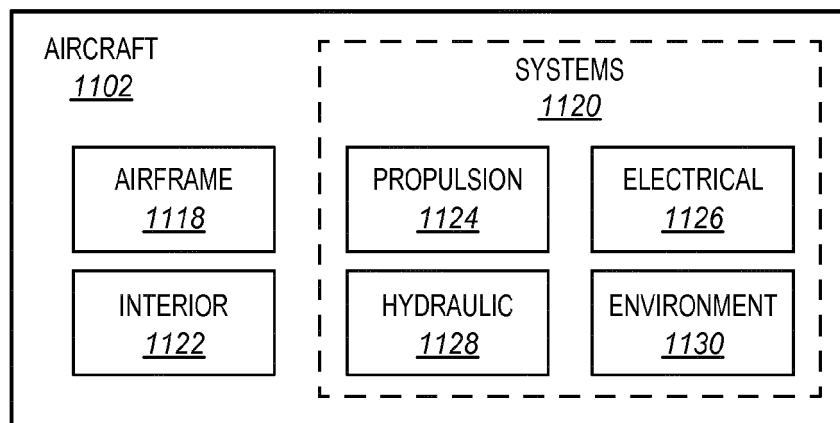 AIRCRAFT
1102
SYSTEMS
1120
AIRFRAME
1118
PROPULSION
1124
ELECTRICAL
1126
INTERIOR
1122
HYDRAULIC
1128
ENVIRONMENT
1130